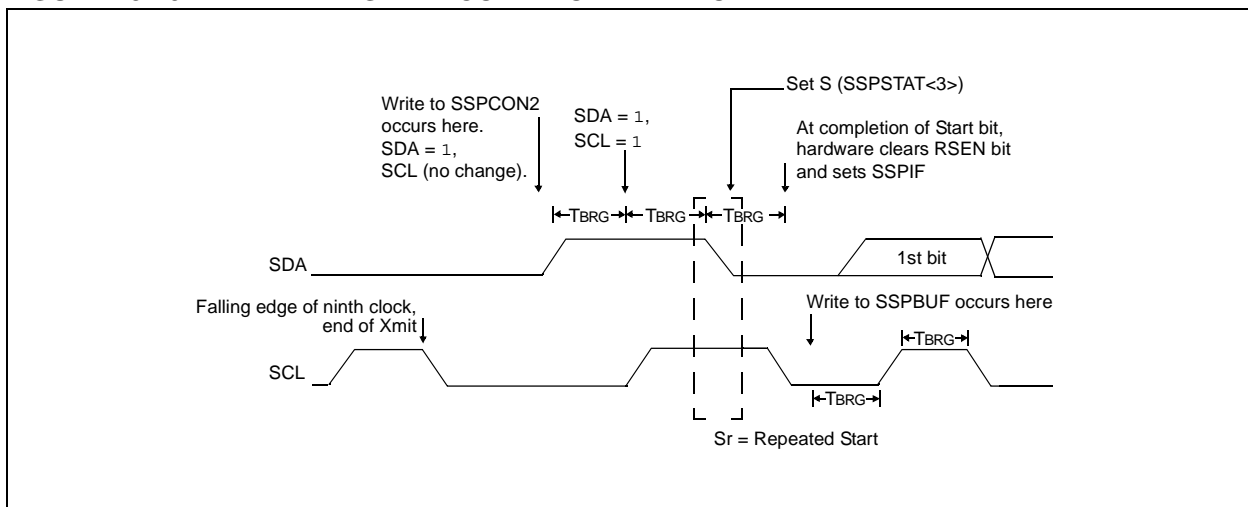 Set S (SSPSTAT<3>)
Write to SSPCON2
occurs here.
SDA = 1,
SCL (no change).
SDA = 1,
SCL = 1
At completion of Start bit,
hardware clears RSEN bit
and sets SSPIF
TBRG
TBRG
TBRG
SDA
1st bit
Falling edge of ninth clock,
end of Xmit
Write to SSPBUF occurs here
TBRG
SCL
TBRG
Sr = Repeated Start